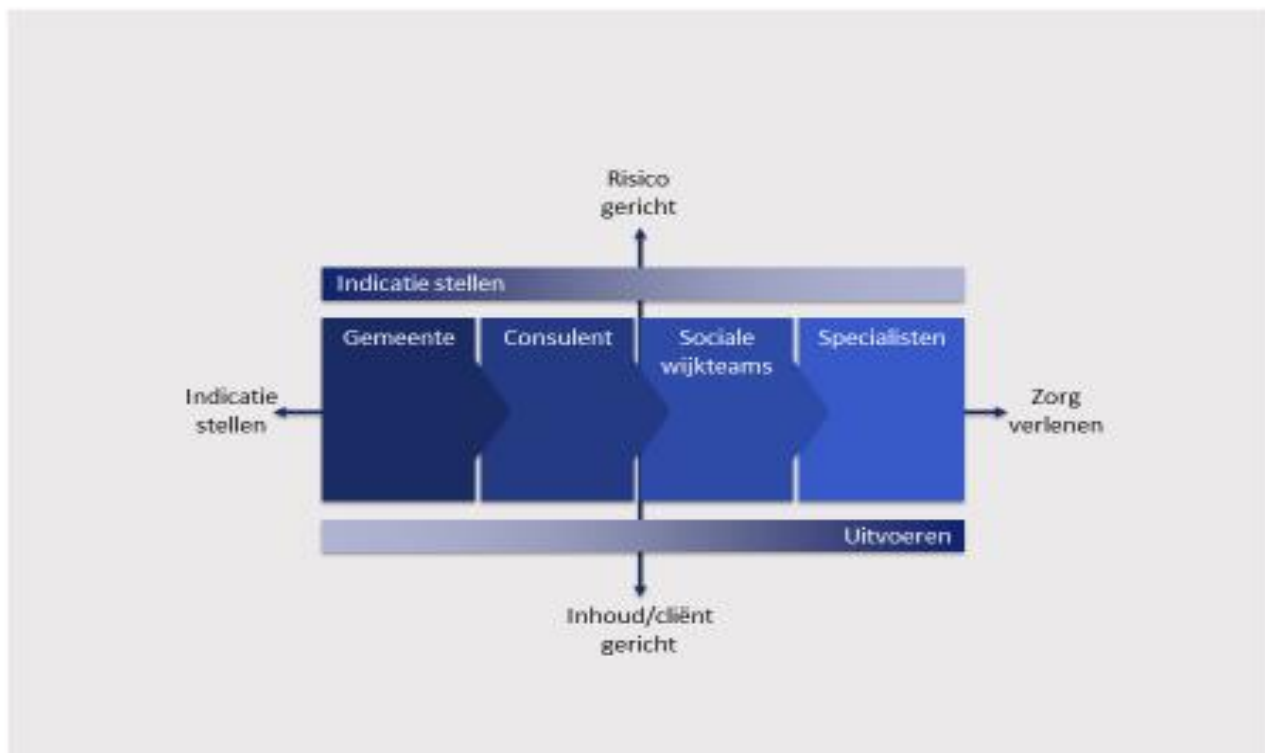 Risico
gericht
Indicatie stellen
Gemeente
Consulent
Sociale
wijkteams
Specialisten
Indicatie
stellen
Zorg
verlenen
Uitvoeren
Inhoud/cliënt
gericht